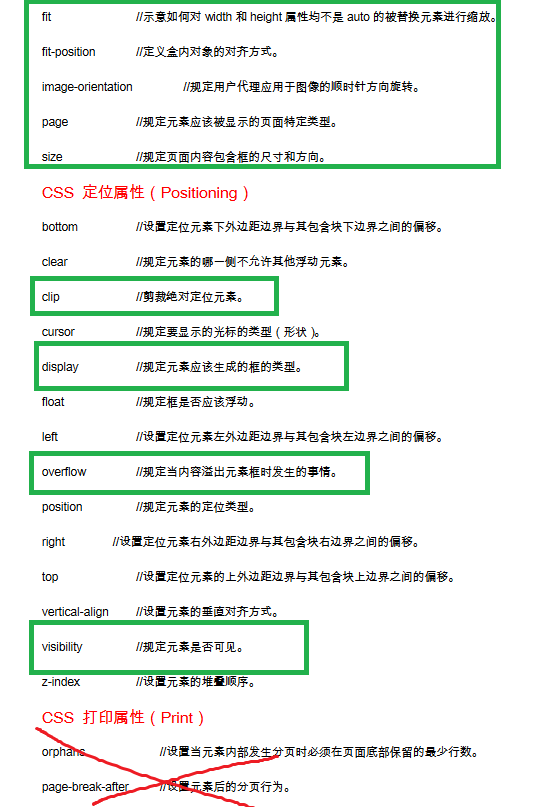 fit //示意如何对 width 和 height 属性均不是 auto 的被替换元素进行缩放。
fit-position //定义盒内对象的对齐方式。
image-orientation //规定用户代理应用于图像的顺时针方向旋转。
page //规定元素应该被显示的页面特定类型。
size //规定页面内容包含框的尺寸和方向。
CSS 定位属性（Positioning）
bottom //设置定位元素下外边距边界与其包含块下边界之间的偏移。
clear //规定元素的哪一侧不允许其他浮动元素。
clip //剪裁绝对定位元素。
cursor //规定要显示的光标的类型（形状）。
display //规定元素应该生成的框的类型。
float //规定框是否应该浮动。
left //设置定位元素左外边距边界与其包含块左边界之间的偏移。
overflow //规定当内容溢出元素框时发生的事情。
position //规定元素的定位类型。
right //设置定位元素右外边距边界与其包含块右边界之间的偏移。
top //设置定位元素的上外边距边界与其包含块上边界之间的偏移。
vertical-align //设置元素的垂直对齐方式。
visibility //规定元素是否可见。
z-index //设置元素的堆叠顺序。
CSS 打印属性（Print）
orphans //设置当元素内部发生分页时必须在页面底部保留的最少行数。
page-break-after //设置元素后的分页行为。